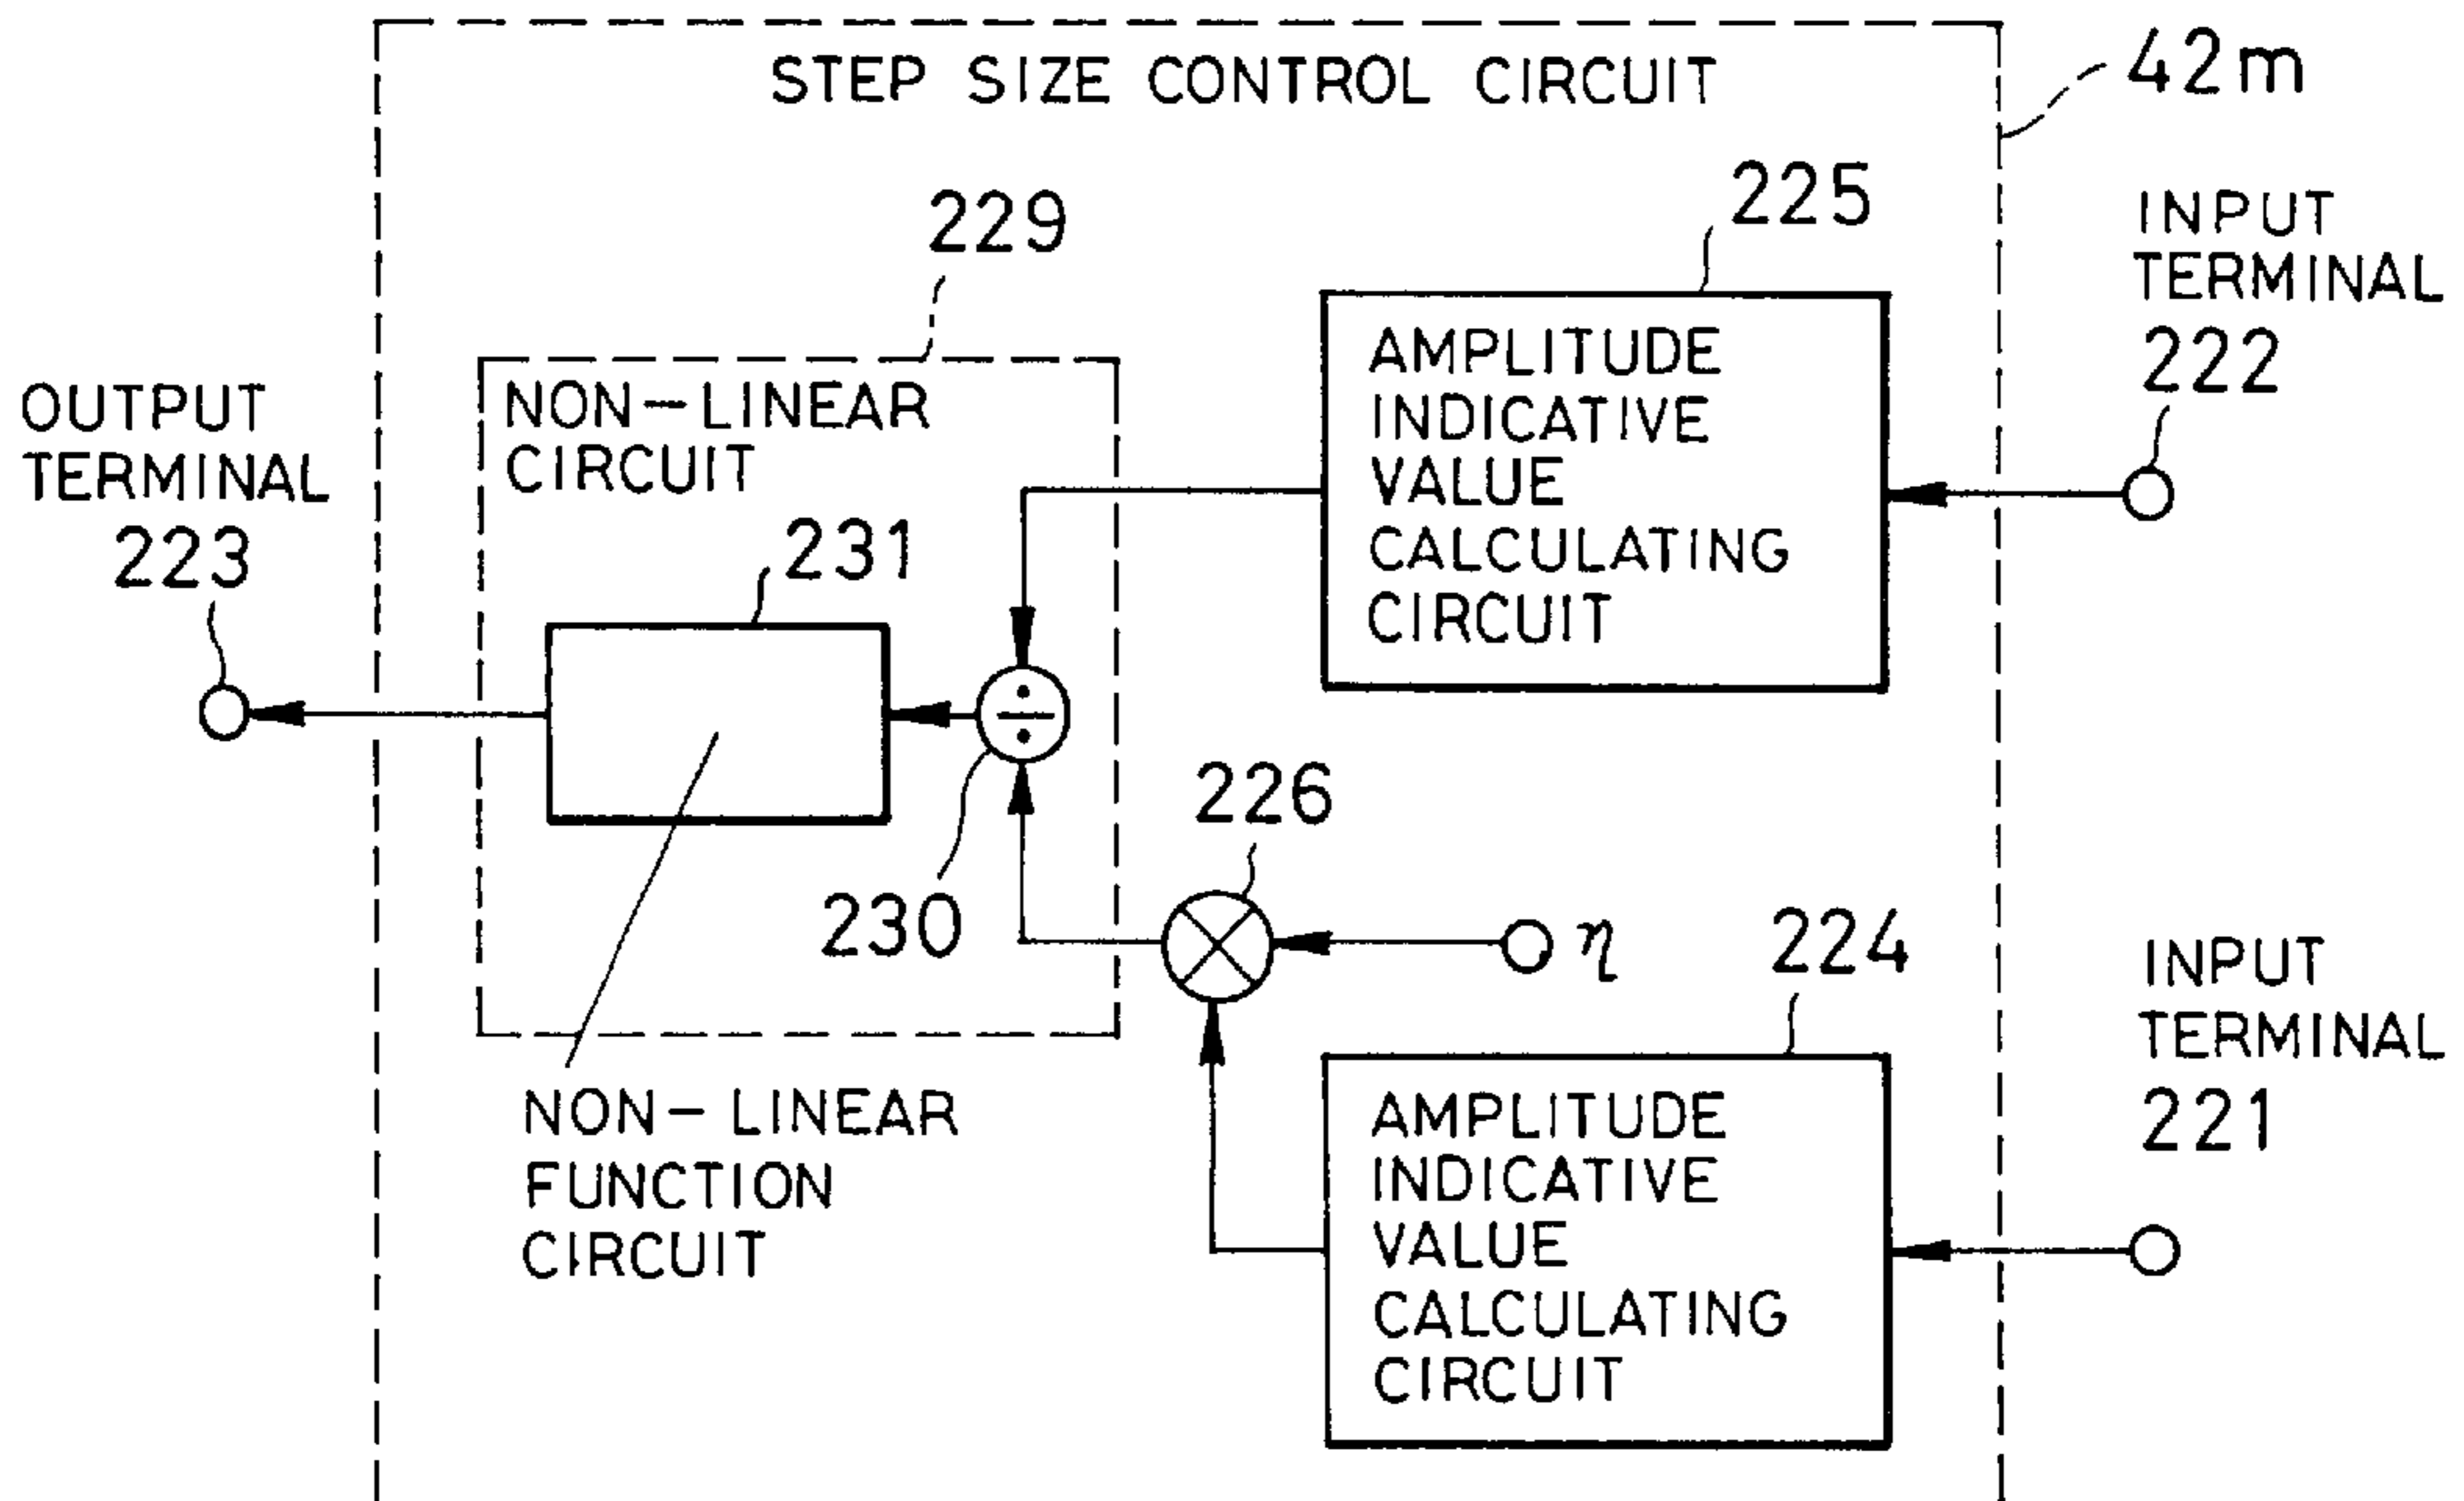 STEP SIZE CONTROL CIRCUIT
42m
225
INPUT
TERMINAL
222
229
AMPLITUDE
INDICATIVE
VALUE
CALCULATING
CIRCUIT
OUTPUT
TERMINAL
223
NON-LINEAR
CIRCUIT
231
÷
226
230
η
224
INPUT
TERMINAL
221
NON-LINEAR
FUNCTION
CIRCUIT
AMPLITUDE
INDICATIVE
VALUE
CALCULATING
CIRCUIT